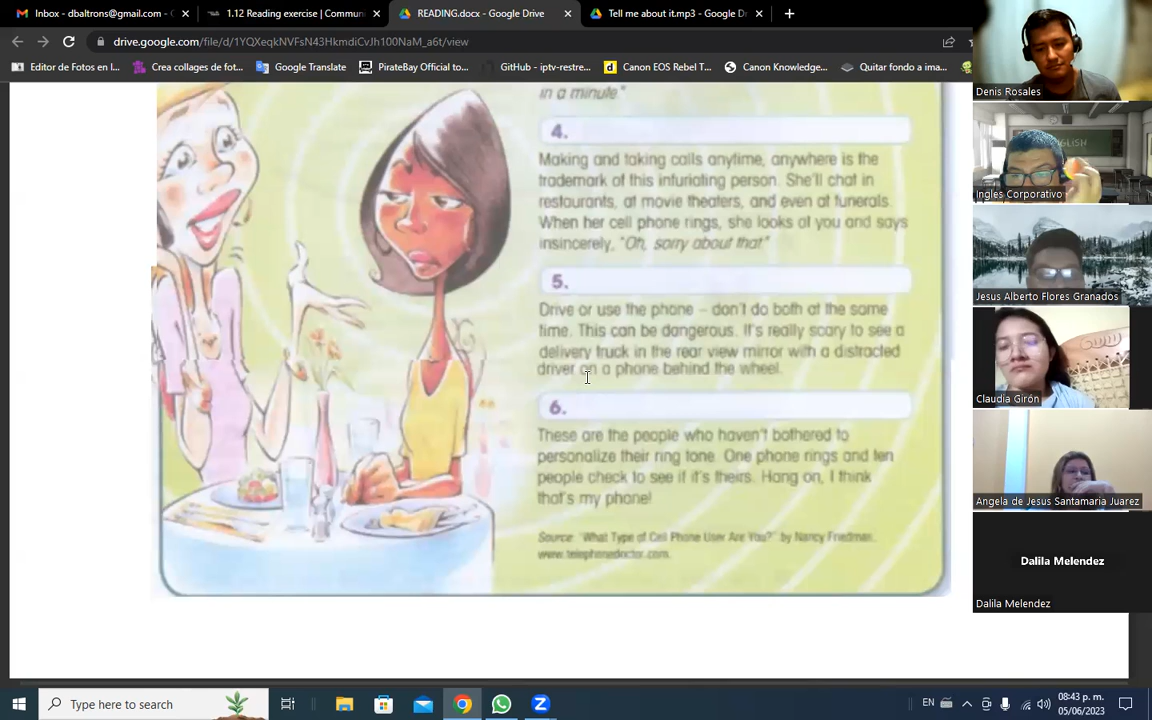 Inbox - dbaltrons@gmail.com -
1.12 Reading exercise | Commun
READING.docx - Google Drive
Tell me about it.mp3 - Google D
drive.google.com/file/d/1YQXeqkNVFsN43HkmdiCvJh100NaM_a6t/view
Editor de Fotos en l...
Crea collages de fot...
Google Translate
PirateBay Official to...
GitHub - iptv-restre...
Canon EOS Rebel T...
Canon Knowledge...
Quitar fondo a ima...
in a minute"
4.
Making and taking calls anytime, anywhere is the
trademark of this infuriating person. She'll chat in
restaurants, at movie theaters, and even at funerals.
When her cell phone rings, she looks at you and says
insincerely, "Oh, sorry about that"
5.
Drive or use the phone – don't do both at the same
time. This can be dangerous. It's really scary to see a
delivery truck in the rear view mirror with a distracted
driver on a phone behind the wheel.
6.
These are the people who haven't bothered to
personalize their ring tone. One phone rings and ten
people check to see if it's theirs. Hang on, I think
that's my phone!
Source: "What Type of Cell Phone User Are You?" by Nancy Friedman,
www.telephonedoctor.com.
Denis Rosales
ENGLISH
Ingles Corporativo
Jesus Alberto Flores Granados
Claudia Girón
Angela de Jesus Santamaria Juarez
Dalila Melendez
Dalila Melendez
Type here to search
EN
08:43 p. m.
05/06/2023